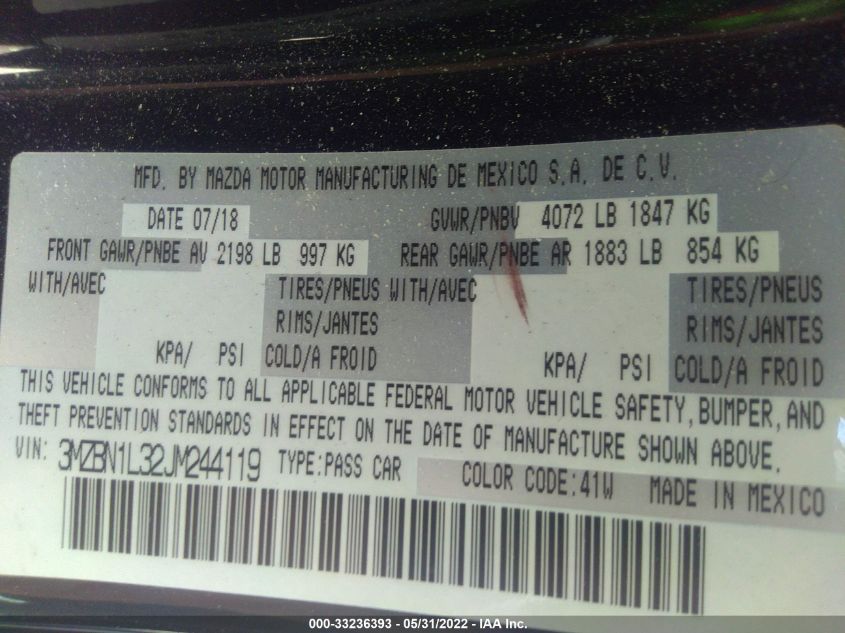 MFD. BY MAZDA MOTOR MANUFACTURING DE MEXICO S.A. DE C.V.
DATE 07/18 GVWR/PNBV 4072 LB 1847 KG
FRONT GAWR/PNBE AV 2198 LB 997 KG REAR GAWR/PNBE AR 1883 LB 854 KG
WITH/AVEC TIRES/PNEUS WITH/AVEC TIRES/PNEUS
RIMS/JANTES RIMS/JANTES
KPA/ PSI COLD/A FROID KPA/ PSI COLD/A FROID
THIS VEHICLE CONFORMS TO ALL APPLICABLE FEDERAL MOTOR VEHICLE SAFETY, BUMPER, AND
THEFT PREVENTION STANDARDS IN EFFECT ON THE DATE OF MANUFACTURE SHOWN ABOVE.
VIN: 3MZBN1L32JM244119 TYPE:PASS CAR COLOR CODE:41W MADE IN MEXICO
000-33236393 - 05/31/2022 - IAA Inc.